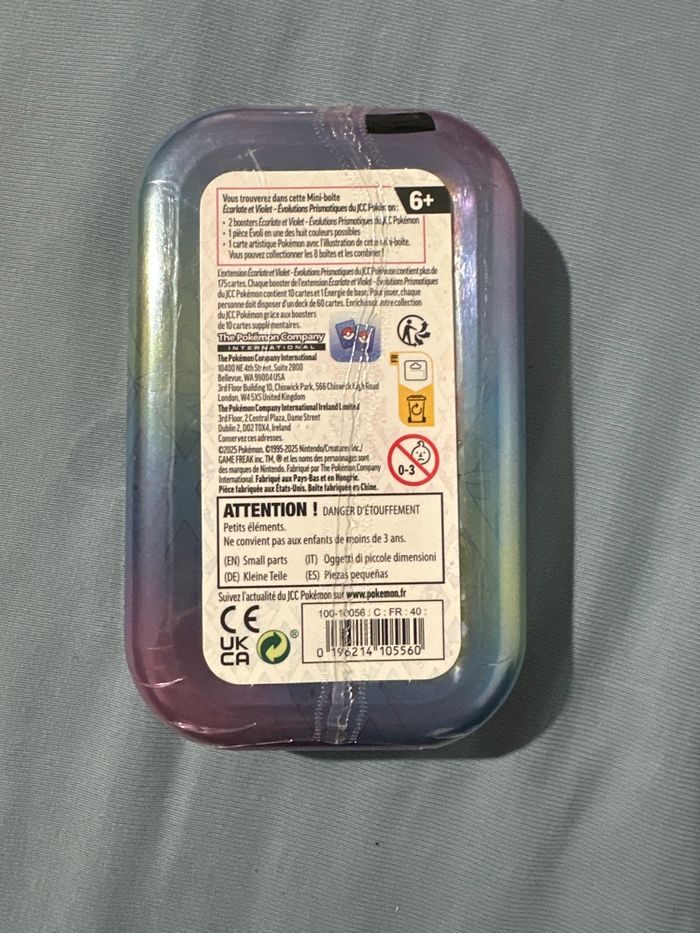 Vous trouverez dans cette Mini-boîte
Écarlate et Violet - Évolutions Prismatiques du JCC Pokémon :
6+
• 2 boosters Écarlate et Violet - Évolutions Prismatiques du JCC Pokémon
• 1 pièce Évoli en une des huit couleurs possibles
• 1 carte artistique Pokémon avec l'illustration de cette Mini-boîte.
Vous pouvez collectionner les 8 boîtes et les combiner !
L'extension Écarlate et Violet - Évolutions Prismatiques du JCC Pokémon contient plus de
175 cartes. Chaque booster de l'extension Écarlate et Violet - Évolutions Prismatiques
du JCC Pokémon contient 10 cartes et 1 Énergie de base. Pour jouer, chaque
personne doit disposer d'un deck de 60 cartes. Enrichissez votre collection
du JCC Pokémon grâce aux boosters
de 10 cartes supplémentaires.
The Pokémon Company
INTERNATIONAL
The Pokémon Company International
10400 NE 4th Street, Suite 2800
Bellevue, WA 98004 USA
3rd Floor Building 10, Chiswick Park, 566 Chiswick High Road
London, W4 5XS United Kingdom
The Pokémon Company International Ireland Limited
3rd Floor, 2 Central Plaza, Dame Street
Dublin 2, D02 T0X4, Ireland
Conservez ces adresses.
©2025 Pokémon. ©1995-2025 Nintendo/Creatures Inc./
GAME FREAK inc. TM, ® et les noms des personnages sont
des marques de Nintendo. Fabriqué par The Pokémon Company
International. Fabriqué aux Pays-Bas et en Hongrie.
Pièce fabriquée aux États-Unis. Boîte fabriquée en Chine.
FR
0-3
ATTENTION ! DANGER D'ÉTOUFFEMENT
Petits éléments.
Ne convient pas aux enfants de moins de 3 ans.
(EN) Small parts (IT) Oggetti di piccole dimensioni
(DE) Kleine Teile (ES) Piezas pequeñas
Suivez l'actualité du JCC Pokémon sur www.pokemon.fr
CE
UK
CA
®
100-10056 : C : FR : 40 :
0 196214 105560